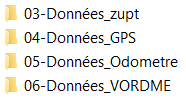 03-Données_zupt
04-Données_GPS
05-Données_Odometre
06-Données_VORDME